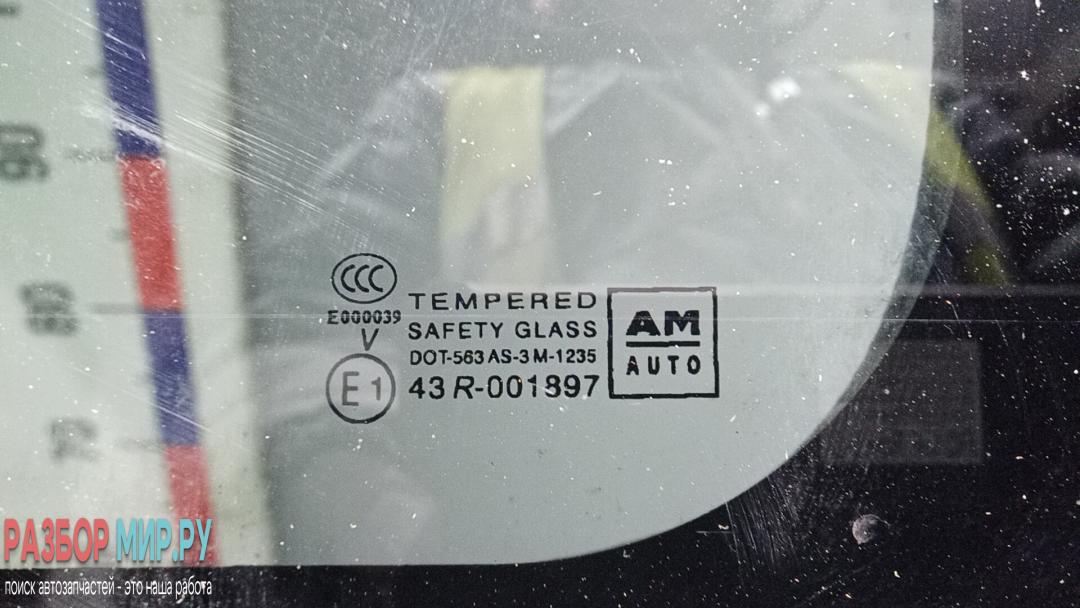 CCC
E000039
V
E1
TEMPERED
SAFETY GLASS
DOT-563 AS-3 M-1235
43 R-001897
AM
AUTO
РАЗБОР МИР.РУ
поиск автозапчастей - это наша работа